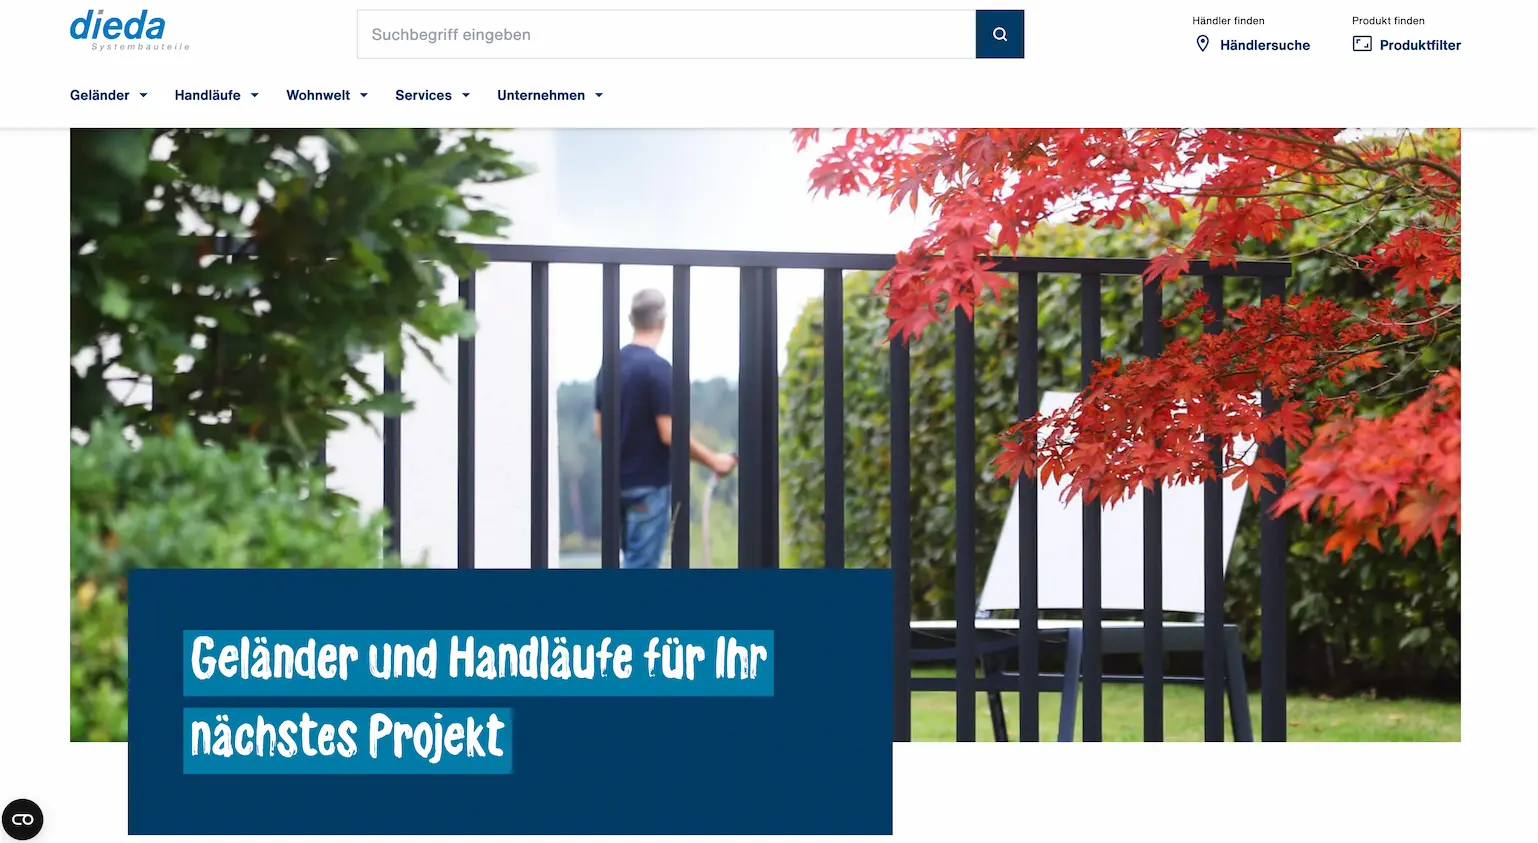 dieda
Systembauteile
Suchbegriff eingeben
Händler finden
Händlersuche
Produkt finden
Produktfilter
Geländer
Handläufe
Wohnwelt
Services
Unternehmen
Geländer und Handläufe für Ihr
nächstes Projekt